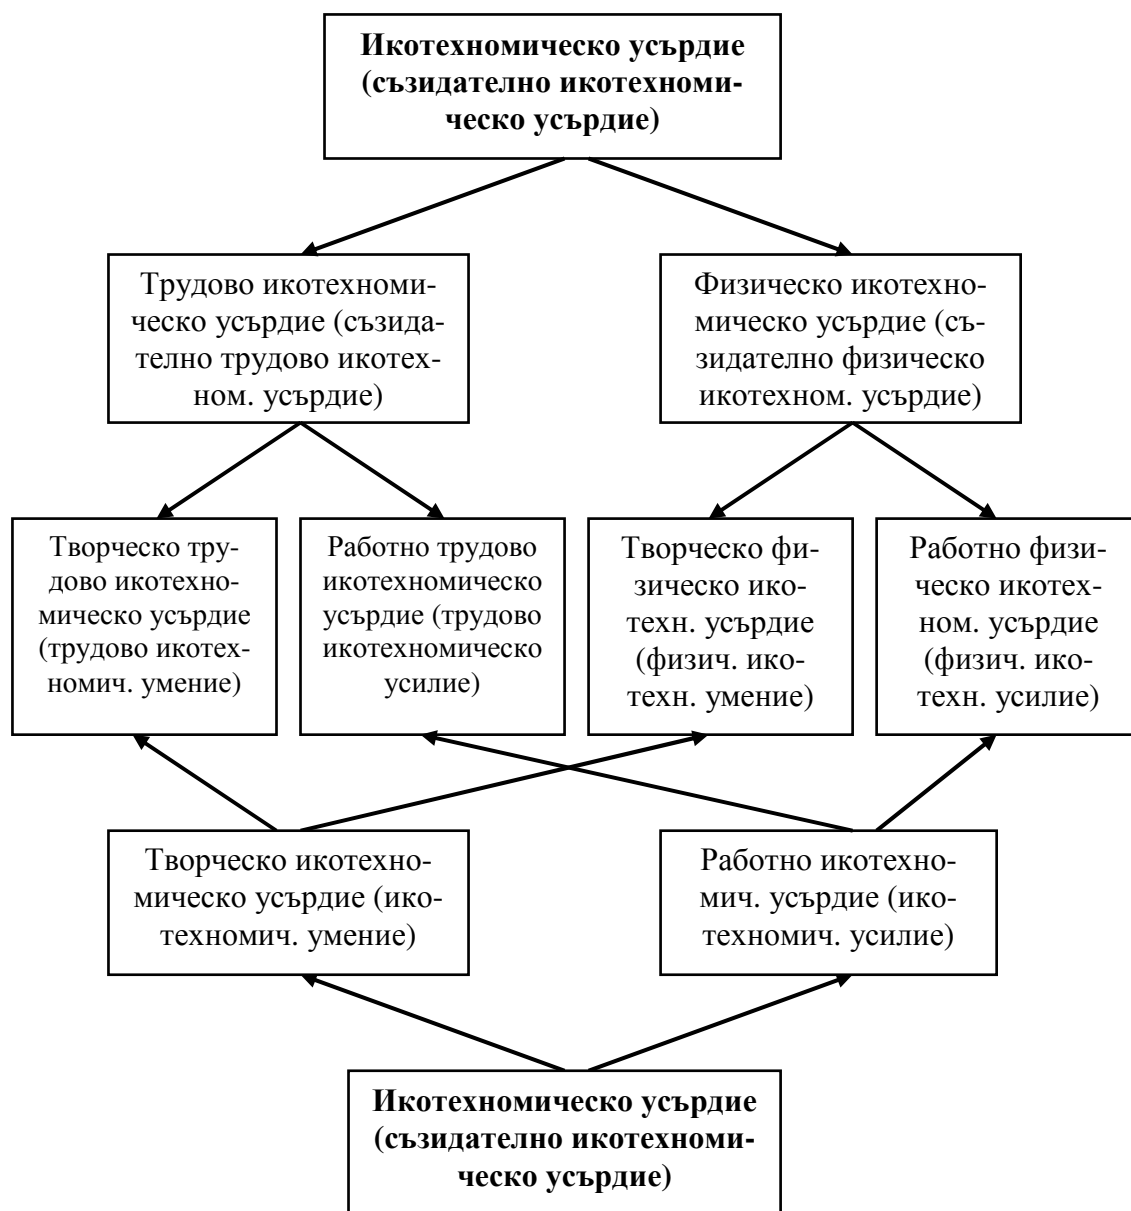 Икотехномическо усърдие
(съзидателно икотехноми-
ческо усърдие)
Трудово икотехноми-
ческо усърдие (съзида-
телно трудово икотех-
ном. усърдие)
Физическо икотехно-
мическо усърдие (съ-
зидателно физическо
икотехном. усърдие)
Творческо тру-
дово икотехно-
мическо усърдие
(трудово икотех-
номич. умение)
Работно трудово
икотехномическо
усърдие (трудово
икотехномическо
усилие)
Творческо фи-
зическо ико-
техн. усърдие
(физич. ико-
техн. умение)
Работно физи-
ческо икотех-
ном. усърдие
(физич. ико-
техн. усилие)
Творческо икотехно-
мическо усърдие (ико-
техномич. умение)
Работно икотехно-
мич. усърдие (ико-
техномич. усилие)
Икотехномическо усърдие
(съзидателно икотехноми-
ческо усърдие)